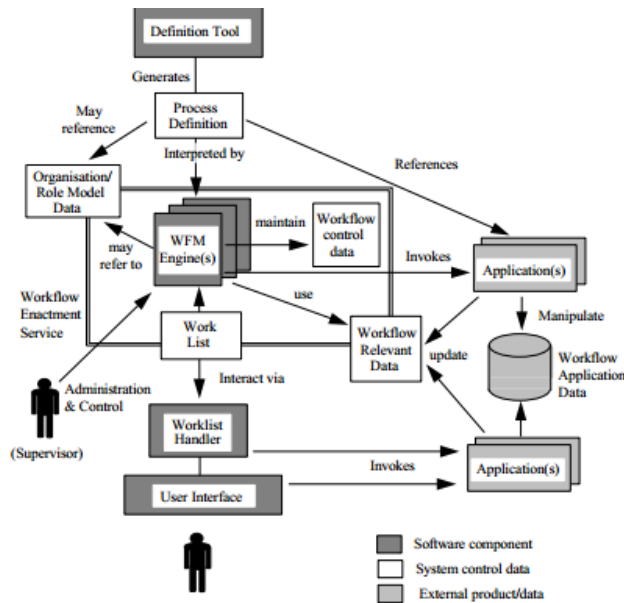 Definition Tool
Generates
May
reference
Process
Definition
Interpreted by
References
Organisation/
Role Model
Data
WFM
Engine(s)
maintain
Workflow
control
data
may
refer to
Invokes
Application(s)
use
Workflow
Enactment
Service
Work
List
Workflow
Relevant
Data
update
Manipulate
Workflow
Application
Data
Interact via
Administration
& Control
(Supervisor)
Worklist
Handler
Invokes
Application(s)
User Interface
Software component
System control data
External product/data